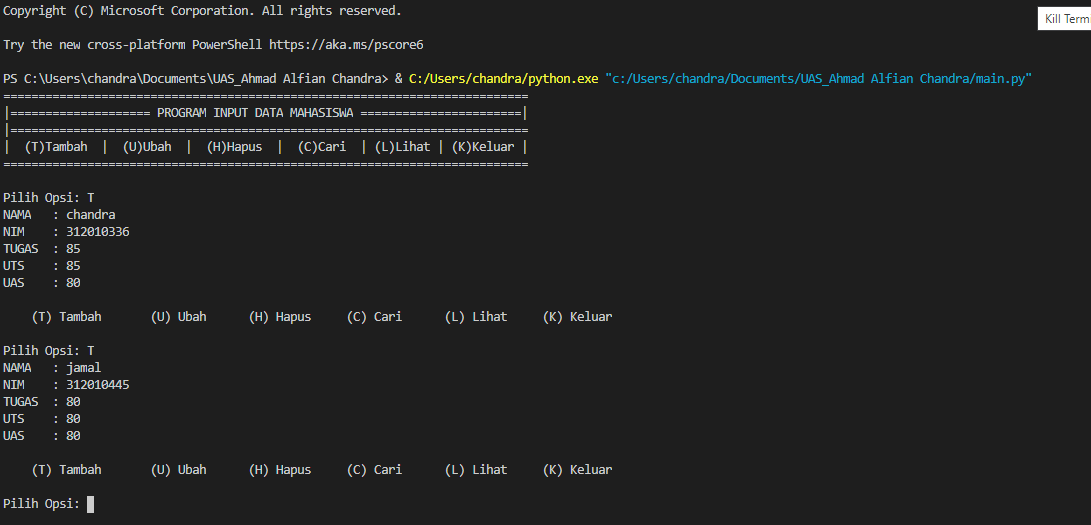 Copyright (C) Microsoft Corporation. All rights reserved.
Kill Term
Try the new cross-platform PowerShell https://aka.ms/pscore6
PS C:\Users\chandra\Documents\UAS_Ahmad Alfian Chandra> & C:/Users/chandra/python.exe "c:/Users/chandra/Documents/UAS_Ahmad Alfian Chandra/main.py"
===========================================================================
|==================== PROGRAM INPUT DATA MAHASISWA =======================|
|==========================================================================
|  (T)Tambah  |  (U)Ubah  |  (H)Hapus  |  (C)Cari  | (L)Lihat | (K)Keluar |
===========================================================================
Pilih Opsi: T
NAMA   : chandra
NIM    : 312010336
TUGAS  : 85
UTS    : 85
UAS    : 80
(T) Tambah       (U) Ubah      (H) Hapus     (C) Cari      (L) Lihat     (K) Keluar
Pilih Opsi: T
NAMA   : jamal
NIM    : 312010445
TUGAS  : 80
UTS    : 80
UAS    : 80
(T) Tambah       (U) Ubah      (H) Hapus     (C) Cari      (L) Lihat     (K) Keluar
Pilih Opsi: